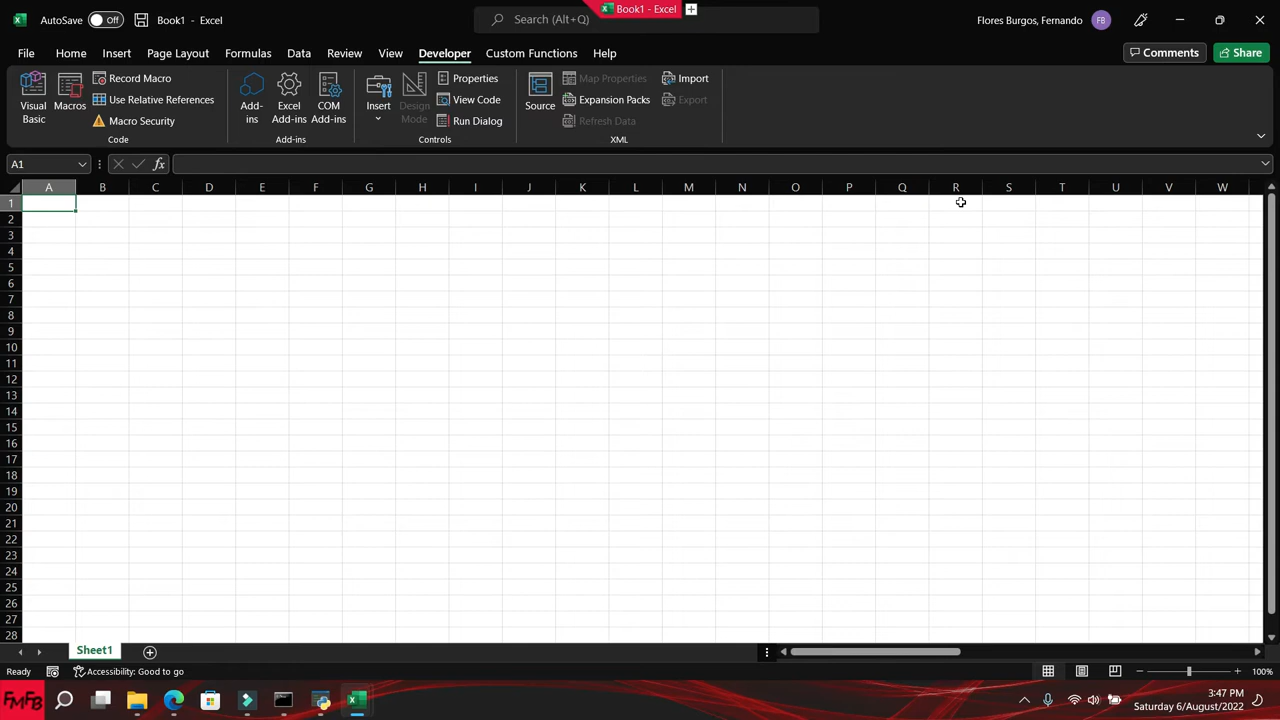 Book1 - Excel
AutoSave Off Book1 - Excel
Search (Alt+Q)
Flores Burgos, Fernando FB
File Home Insert Page Layout Formulas Data Review View Developer Custom Functions Help
Comments Share
Visual Basic
Macros
Record Macro
Use Relative References
Macro Security
Code
Add-ins
Excel Add-ins
COM Add-ins
Add-ins
Insert
Design Mode
Properties
View Code
Run Dialog
Controls
Source
Map Properties
Expansion Packs
Refresh Data
Import
Export
XML
A1 fx
A B C D E F G H I J K L M N O P Q R S T U V W
1
2
3
4
5
6
7
8
9
10
11
12
13
14
15
16
17
18
19
20
21
22
23
24
25
26
27
28
Sheet1
Ready Accessibility: Good to go 100%
FMFB
3:47 PM
Saturday 6/August/2022